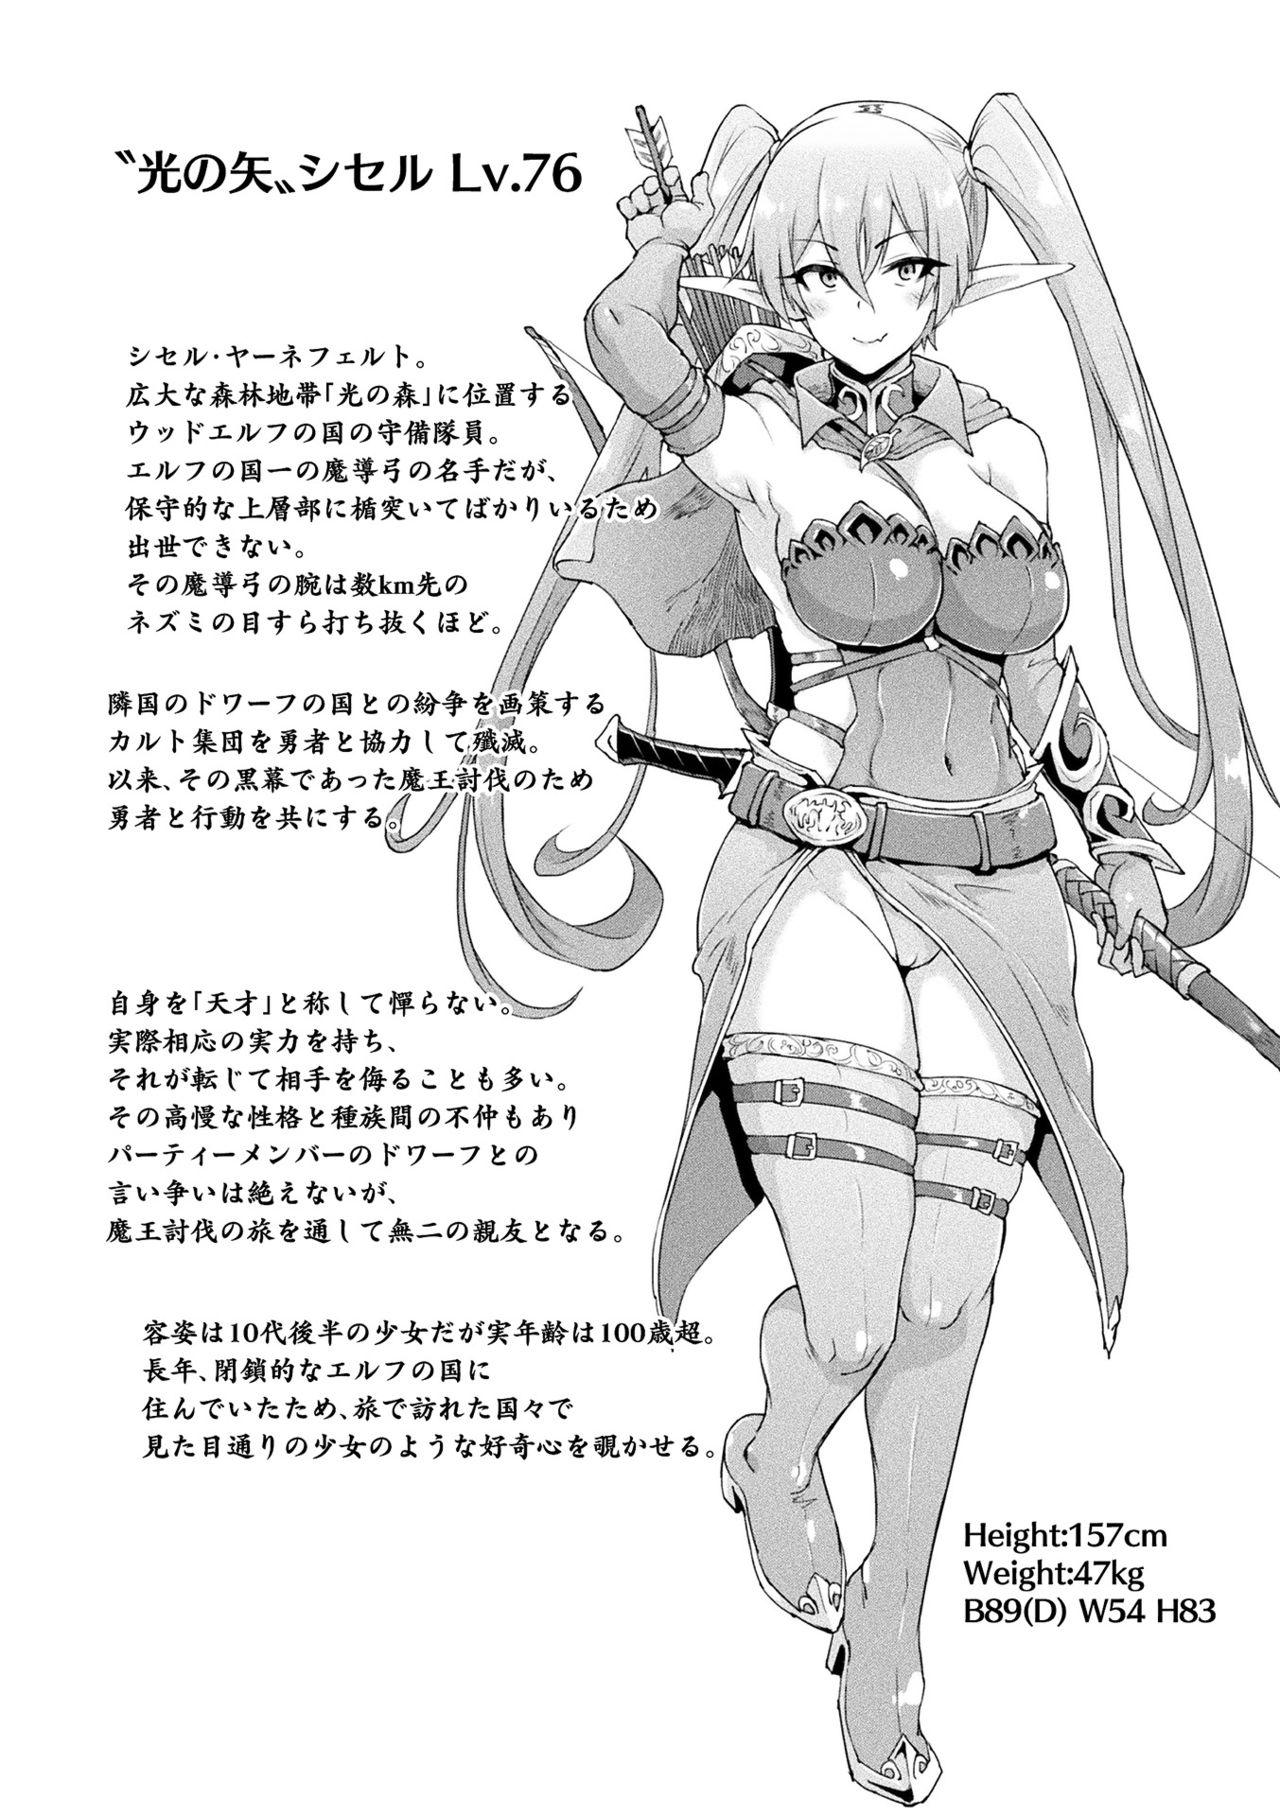 〝光の矢〟シセル Lv.76
シセル・ヤーネフェルト。
広大な森林地帯「光の森」に位置する
ウッドエルフの国の守備隊員。
エルフの国一の魔導弓の名手だが、
保守的な上層部に楯突いてばかりいるため
出世できない。
その魔導弓の腕は数km先の
ネズミの目すら打ち抜くほど。
隣国のドワーフの国との紛争を画策する
カルト集団を勇者と協力して殲滅。
以来、その黒幕であった魔王討伐のため
勇者と行動を共にする。
自身を「天才」と称して憚らない。
実際相応の実力を持ち、
それが転じて相手を侮ることも多い。
その高慢な性格と種族間の不仲もあり
パーティーメンバーのドワーフとの
言い争いは絶えないが、
魔王討伐の旅を通して無二の親友となる。
容姿は10代後半の少女だが実年齢は100歳超。
長年、閉鎖的なエルフの国に
住んでいたため、旅で訪れた国々で
見た目通りの少女のような好奇心を覗かせる。
Height:157cm
Weight:47kg
B89(D) W54 H83